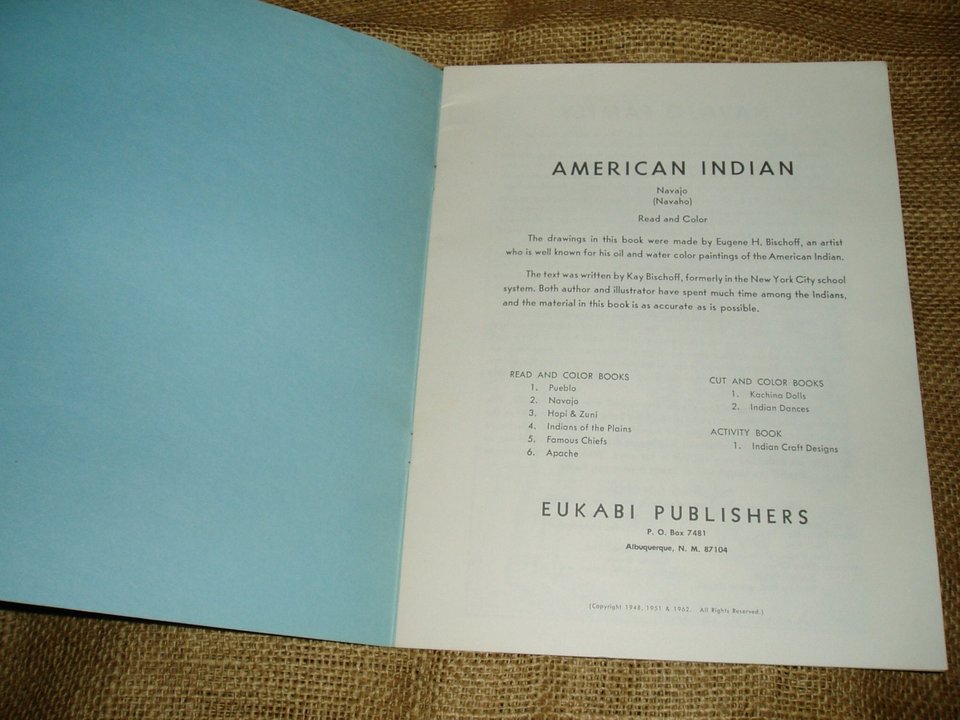 AMERICAN INDIAN
Navajo
(Navaho)
Read and Color
The drawings in this book were made by Eugene H. Bischoff, an artist
who is well known for his oil and water color paintings of the American Indian.
The text was written by Kay Bischoff, formerly in the New York City school
system. Both author and illustrator have spent much time among the Indians,
and the material in this book is as accurate as is possible.
READ AND COLOR BOOKS
1. Pueblo
2. Navajo
3. Hopi & Zuni
4. Indians of the Plains
5. Famous Chiefs
6. Apache
CUT AND COLOR BOOKS
1. Kachina Dolls
2. Indian Dances
ACTIVITY BOOK
1. Indian Craft Designs
EUKABI PUBLISHERS
P. O. Box 7481
Albuquerque, N. M. 87104
(Copyright 1948, 1951 & 1962. All Rights Reserved.)